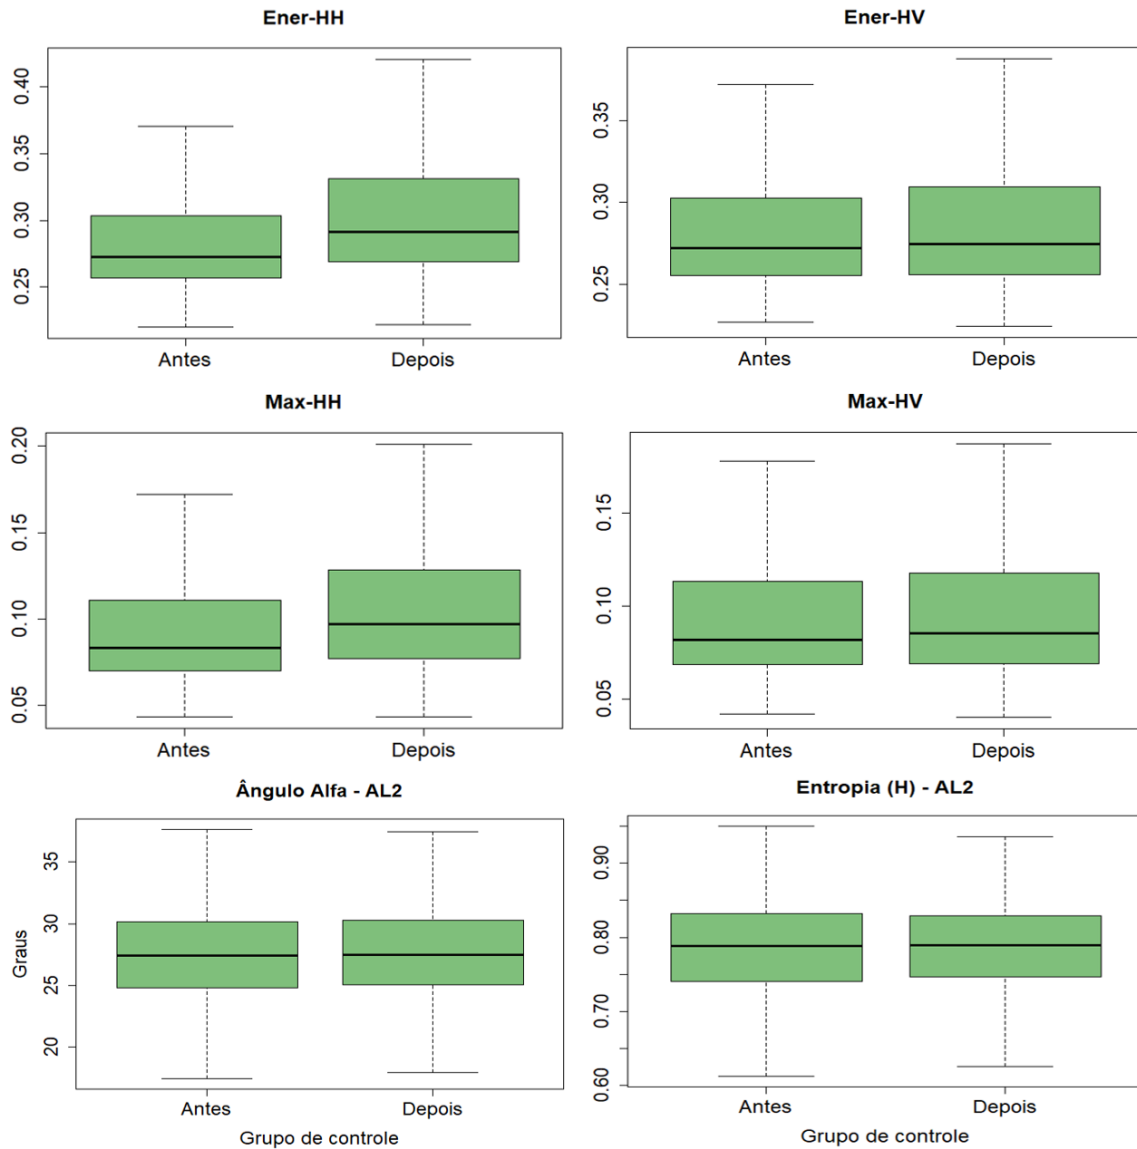 Ener-HH
0.40
0.35
0.30
0.25
Antes Depois
Ener-HV
0.35
0.30
0.25
Antes Depois
Max-HH
0.20
0.15
0.10
0.05
Antes Depois
Max-HV
0.15
0.10
0.05
Antes Depois
Ângulo Alfa - AL2
Graus
35
30
25
20
Antes Depois
Grupo de controle
Entropia (H) - AL2
0.90
0.80
0.70
0.60
Antes Depois
Grupo de controle